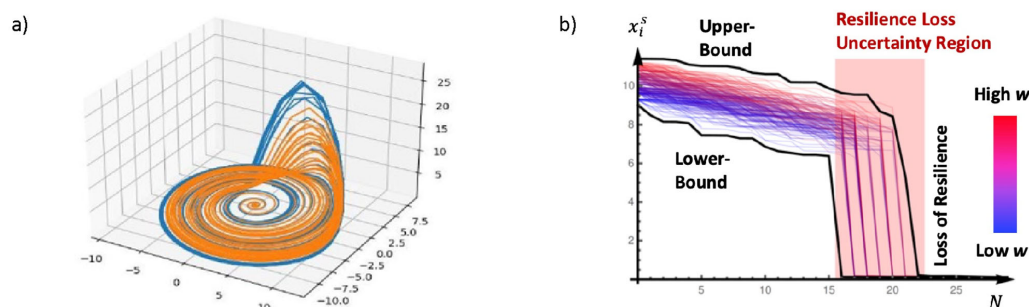 a)
25
20
15
10
5
7.5
5.0
2.5
0.0
−2.5
−5.0
−7.5
−10.0
−10
−5
0
5
10
b)
x_i^s
Upper-
Bound
Lower-
Bound
Resilience Loss
Uncertainty Region
Loss of Resilience
High w
Low w
10
8
6
4
2
5
10
15
20
25
N